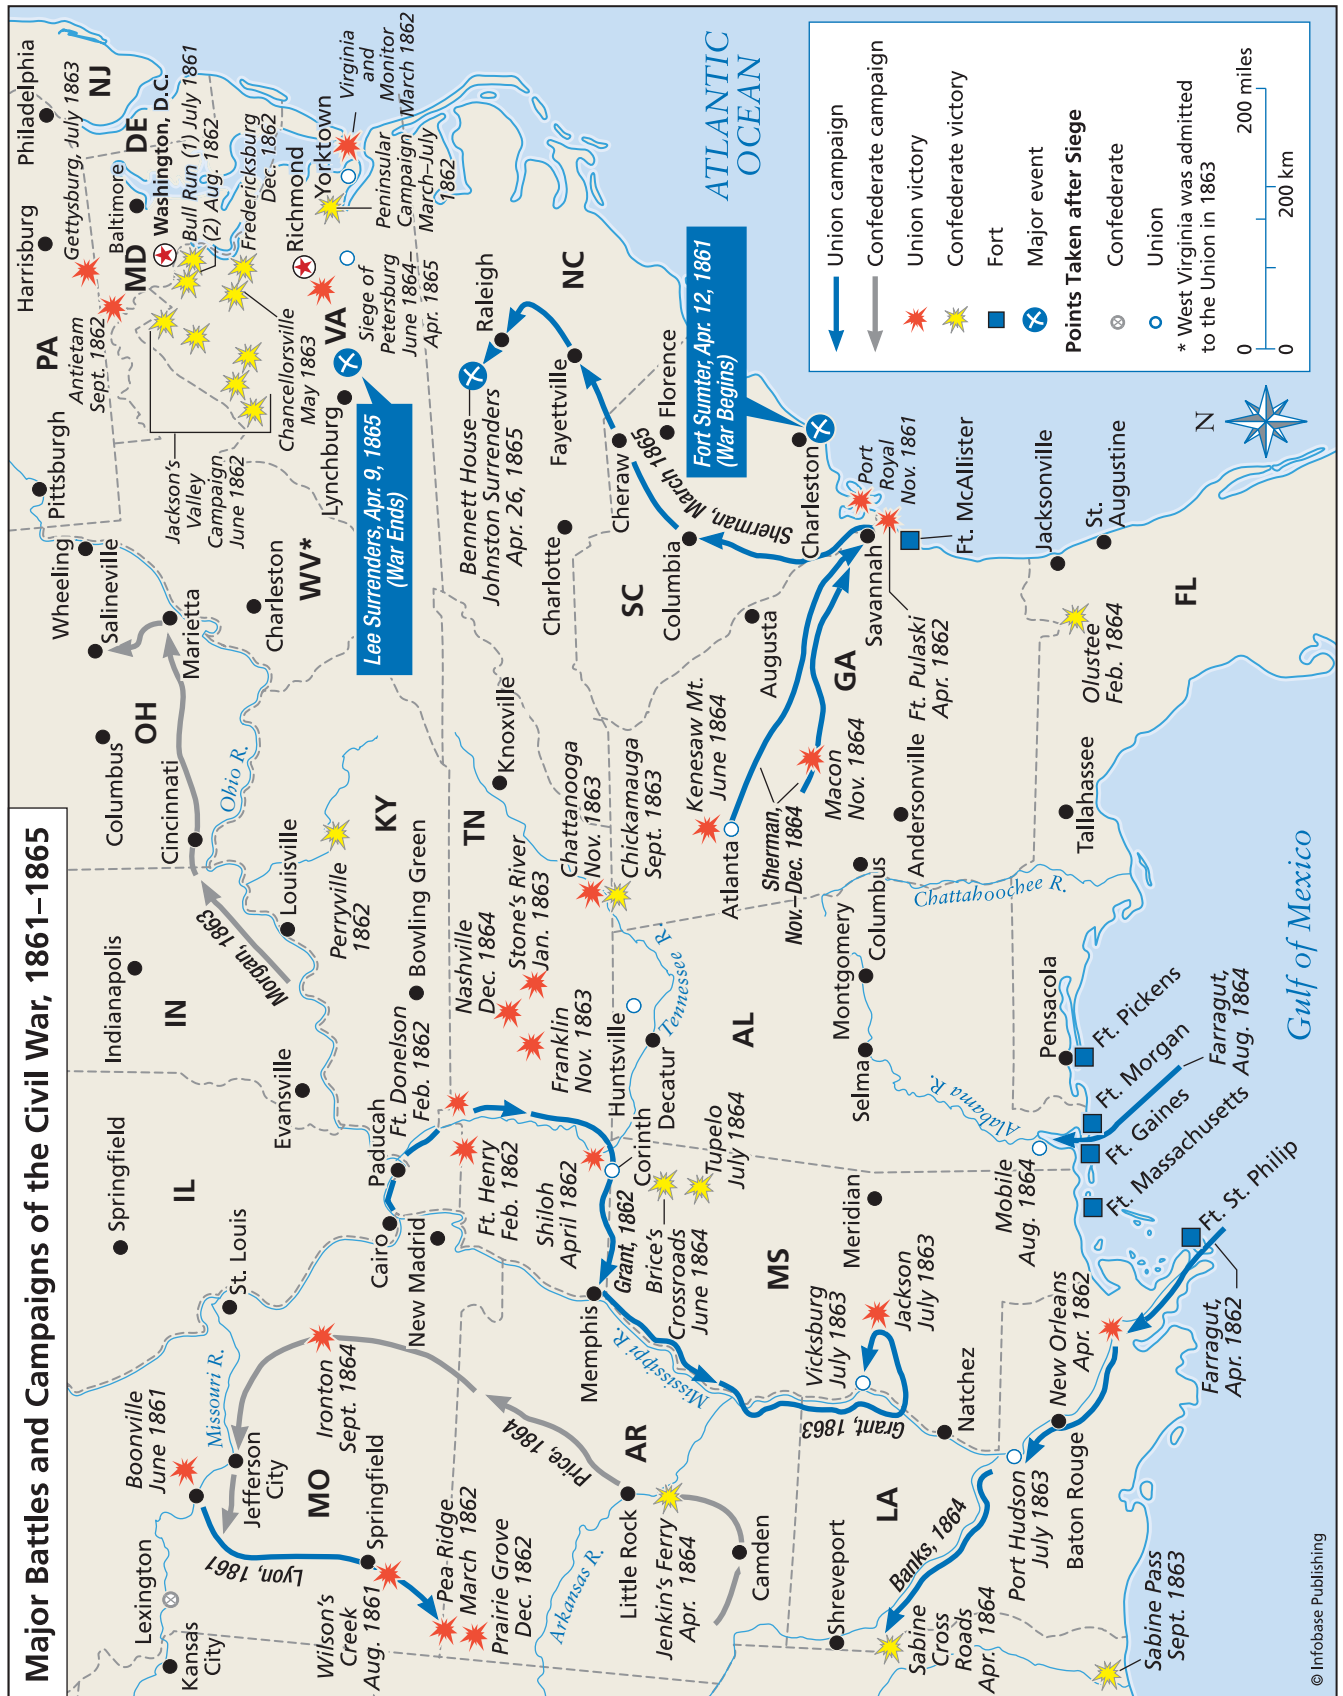 Major Battles and Campaigns of the Civil War, 1861–1865
PA
NJ
MD
DE
OH
IN
IL
WV*
VA
KY
MO
TN
NC
SC
GA
AL
MS
AR
LA
FL
ATLANTIC
OCEAN
Gulf of Mexico
Philadelphia
Harrisburg
Pittsburgh
Gettysburg, July 1863
Baltimore
Washington, D.C.
Antietam
Sept. 1862
Bull Run (1) July 1861
(2) Aug. 1862
Fredericksburg
Dec. 1862
Chancellorsville
May 1863
Jackson's
Valley
Campaign
June 1862
Richmond
Yorktown
Virginia
and
Monitor
March 1862
Peninsular
Campaign
March–July
1862
Siege of
Petersburg
June 1864–
Apr. 1865
Lynchburg
Lee Surrenders, Apr. 9, 1865
(War Ends)
Wheeling
Salineville
Marietta
Charleston
Columbus
Cincinnati
Ohio R.
Morgan, 1863
Indianapolis
Louisville
Evansville
Perryville
1862
Bowling Green
Springfield
St. Louis
Missouri R.
Boonville
June 1861
Lexington
Kansas
City
Jefferson
City
Ironton
Sept. 1864
Lyon, 1861
Springfield
Wilson's
Creek
Aug. 1861
Pea Ridge
March 1862
Prairie Grove
Dec. 1862
Price, 1864
Cairo
Paducah
New Madrid
Ft. Donelson
Feb. 1862
Ft. Henry
Feb. 1862
Nashville
Dec. 1864
Stone's River
Jan. 1863
Franklin
Nov. 1863
Knoxville
Chattanooga
Nov. 1863
Chickamauga
Sept. 1863
Huntsville
Decatur
Tennessee R.
Shiloh
April 1862
Corinth
Grant, 1862
Brice's
Crossroads
June 1864
Tupelo
July 1864
Memphis
Mississippi R.
Little Rock
Arkansas R.
Jenkin's Ferry
Apr. 1864
Camden
Bennett House
Johnston Surrenders
Apr. 26, 1865
Raleigh
Fayettville
Charlotte
Cheraw
Florence
Sherman, March 1865
Columbia
Fort Sumter, Apr. 12, 1861
(War Begins)
Charleston
Port
Royal
Nov. 1861
Augusta
Savannah
Ft. McAllister
Ft. Pulaski
Apr. 1862
Kenesaw Mt.
June 1864
Atlanta
Sherman,
Nov.–Dec. 1864
Macon
Nov. 1864
Andersonville
Columbus
Chattahoochee R.
Montgomery
Selma
Alabama R.
Meridian
Vicksburg
July 1863
Jackson
July 1863
Grant, 1863
Natchez
Shreveport
Banks, 1864
Sabine
Cross
Roads
Apr. 1864
Port Hudson
July 1863
Baton Rouge
New Orleans
Apr. 1862
Sabine Pass
Sept. 1863
Farragut,
Apr. 1862
Ft. St. Philip
Ft. Massachusetts
Ft. Gaines
Ft. Morgan
Ft. Pickens
Farragut,
Aug. 1864
Mobile
Aug. 1864
Pensacola
Tallahassee
Olustee
Feb. 1864
Jacksonville
St.
Augustine
N
Union campaign
Confederate campaign
Union victory
Confederate victory
Fort
Major event
Points Taken after Siege
Confederate
Union
* West Virginia was admitted
to the Union in 1863
0
200 miles
0
200 km
© Infobase Publishing